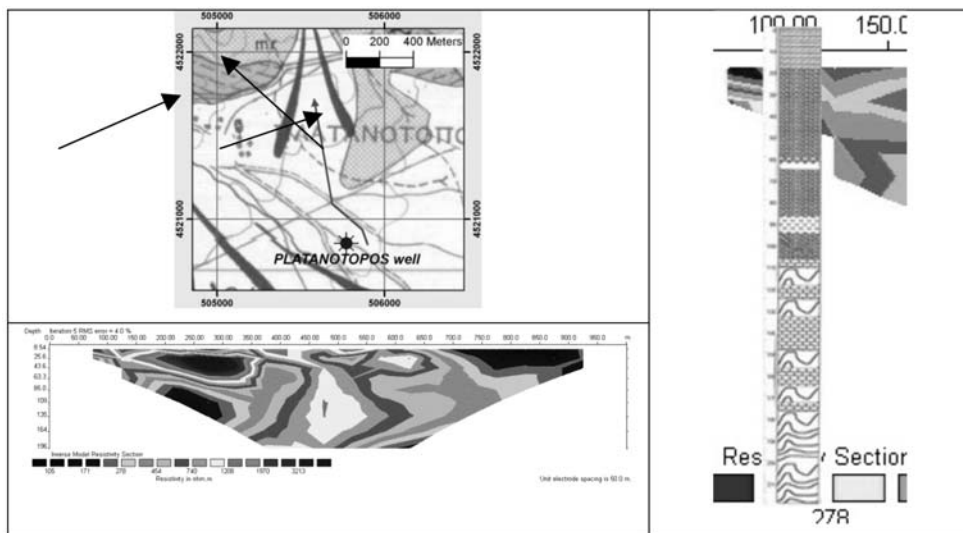 505000 506000
0 200 400 Meters
mr
4522000 4522000
ΠΛΑΤΑΝΟΤΟΠΟ
4521000 4521000
PLATANOTOPOS well
505000 506000
Depth Iteration 5 RMS error = 4.0 %
0.0 50.00 100.00 150.00 200.00 250.00 300.00 350.00 400.00 450.00 500.00 550.00 600.00 650.00 700.00 750.00 800.00 850.00 900.00 950.00 m.
8.54
25.6
43.6
109
135
164
196
Inverse Model Resistivity Section
105 171 278 454 740 1208 1970 3213
Resistivity in ohm.m
Unit electrode spacing is 50.0 m.
100.00 150.0
Res y Section
278